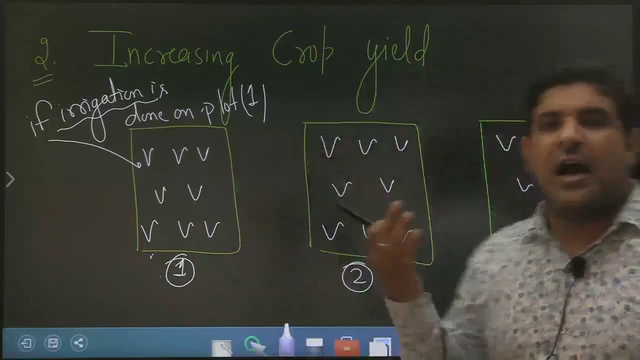 2. Increasing Crop yield
if irrigation is
done on plot (1)
1
2